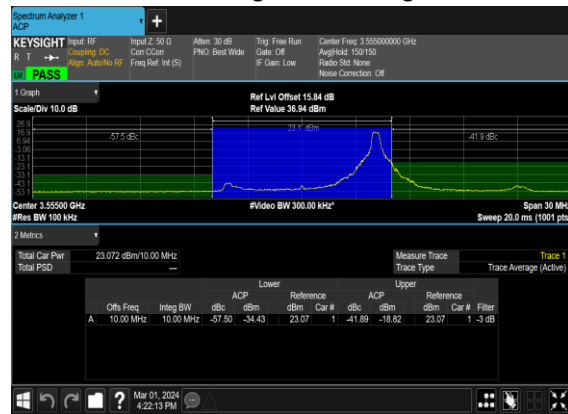 Spectrum Analyzer 1
ACP
KEYSIGHT Input: RF Input Z: 50 Ω Atten: 30 dB Trig: Free Run Center Freq: 3.555000000 GHz
R T Coupling: DC Corr CCorr PNO: Best Wide Gate: Off Avg|Hold: 150/150
Align: Auto/No RF Freq Ref: Int (S) IF Gain: Low Radio Std: None
LW PASS Noise Correction: Off
1 Graph
Scale/Div 10.0 dB Ref Lvl Offset 15.84 dB
Ref Value 36.94 dBm
26.9
16.9 -57.5 dBc 23.1 dBm -41.9 dBc
6.94
-3.06
-13.1
-23.1
-33.1
-43.1
-53.1
Center 3.55500 GHz #Video BW 300.00 kHz* Span 30 MHz
#Res BW 100 kHz Sweep 20.0 ms (1001 pts
2 Metrics
Total Car Pwr 23.072 dBm/10.00 MHz Measure Trace Trace 1
Total PSD --- Trace Type Trace Average (Active)
Lower Upper
ACP Reference ACP Reference
Offs Freq Integ BW dBc dBm dBm Car # dBc dBm dBm Car # Filter
A 10.00 MHz 10.00 MHz -57.50 -34.43 23.07 1 -41.89 -18.82 23.07 1 -3 dB
Mar 01, 2024
4:22:13 PM